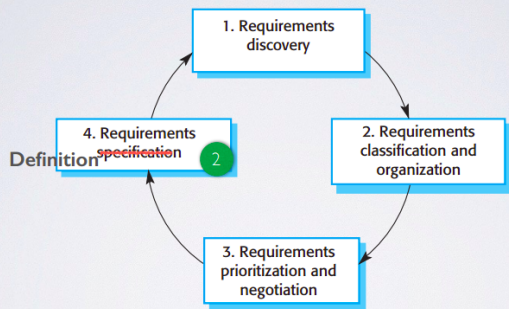 1. Requirements
discovery
2. Requirements
classification and
organization
3. Requirements
prioritization and
negotiation
4. Requirements
specification
Definition
2